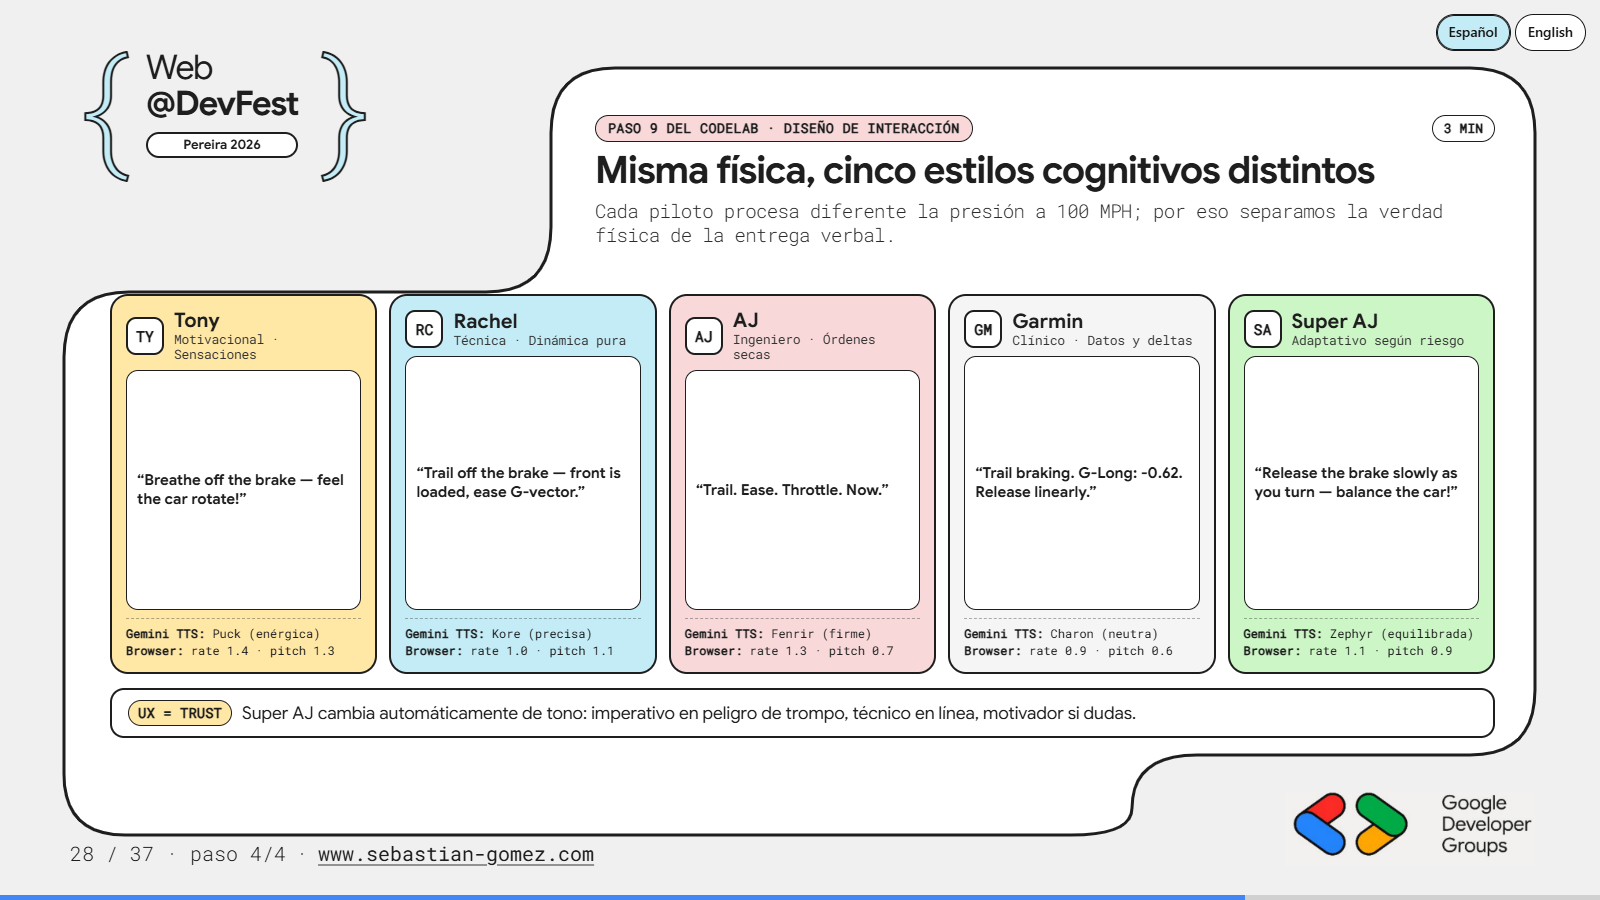 Español
English
Web
@DevFest
Pereira 2026
PASO 9 DEL CODELAB · DISEÑO DE INTERACCIÓN
3 MIN
Misma física, cinco estilos cognitivos distintos
Cada piloto procesa diferente la presión a 100 MPH; por eso separamos la verdad
física de la entrega verbal.
TY
Tony
Motivacional ·
Sensaciones
“Breathe off the brake — feel
the car rotate!”
Gemini TTS: Puck (enérgica)
Browser: rate 1.4 · pitch 1.3
RC
Rachel
Técnica · Dinámica pura
“Trail off the brake — front is
loaded, ease G-vector.”
Gemini TTS: Kore (precisa)
Browser: rate 1.0 · pitch 1.1
AJ
AJ
Ingeniero · Órdenes
secas
“Trail. Ease. Throttle. Now.”
Gemini TTS: Fenrir (firme)
Browser: rate 1.3 · pitch 0.7
GM
Garmin
Clínico · Datos y deltas
“Trail braking. G-Long: -0.62.
Release linearly.”
Gemini TTS: Charon (neutra)
Browser: rate 0.9 · pitch 0.6
SA
Super AJ
Adaptativo según riesgo
“Release the brake slowly as
you turn — balance the car!”
Gemini TTS: Zephyr (equilibrada)
Browser: rate 1.1 · pitch 0.9
UX = TRUST
Super AJ cambia automáticamente de tono: imperativo en peligro de trompo, técnico en línea, motivador si dudas.
28 / 37 · paso 4/4 · www.sebastian-gomez.com
Google
Developer
Groups